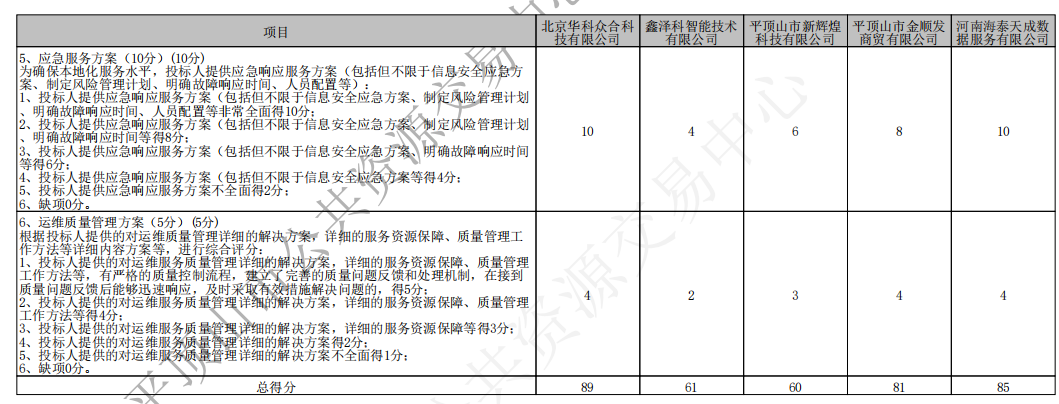 项目
北京华科众合科
技有限公司
鑫泽科智能技术
有限公司
平顶山市新辉煌
科技有限公司
平顶山市金顺发
商贸有限公司
河南海泰天成数
据服务有限公司
5、应急服务方案（10分）(10分)
为确保本地化服务水平，投标人提供应急响应服务方案（包括但不限于信息安全应急方
案、制定风险管理计划、明确故障响应时间、人员配置等）：
1、投标人提供应急响应服务方案（包括但不限于信息安全应急方案、制定风险管理计划
、明确故障响应时间、人员配置等非常全面得10分；
2、投标人提供应急响应服务方案（包括但不限于信息安全应急方案、制定风险管理计划
、明确故障响应时间等得8分；
3、投标人提供应急响应服务方案（包括但不限于信息安全应急方案、明确故障响应时间
等得6分；
4、投标人提供应急响应服务方案（包括但不限于信息安全应急方案等得4分；
5、投标人提供应急响应服务方案不全面得2分；
6、缺项0分。
10
4
6
8
10
6、运维质量管理方案（5分）(5分)
根据投标人提供的对运维质量管理详细的解决方案，详细的服务资源保障、质量管理工
作方法等详细内容方案等，进行综合评分：
1、投标人提供的对运维服务质量管理详细的解决方案，详细的服务资源保障、质量管理
工作方法等，有严格的质量控制流程，建立了完善的质量问题反馈和处理机制，在接到
质量问题反馈后能够迅速响应，及时采取有效措施解决问题的，得5分；
2、投标人提供的对运维服务质量管理详细的解决方案，详细的服务资源保障、质量管理
工作方法等得4分；
3、投标人提供的对运维服务质量管理详细的解决方案，详细的服务资源保障等得3分；
4、投标人提供的对运维服务质量管理详细的解决方案得2分；
5、投标人提供的对运维服务质量管理详细的解决方案不全面得1分；
6、缺项0分。
4
2
3
4
4
总得分
89
61
60
81
85
平顶山市公共资源交易中心
公共资源交易中心